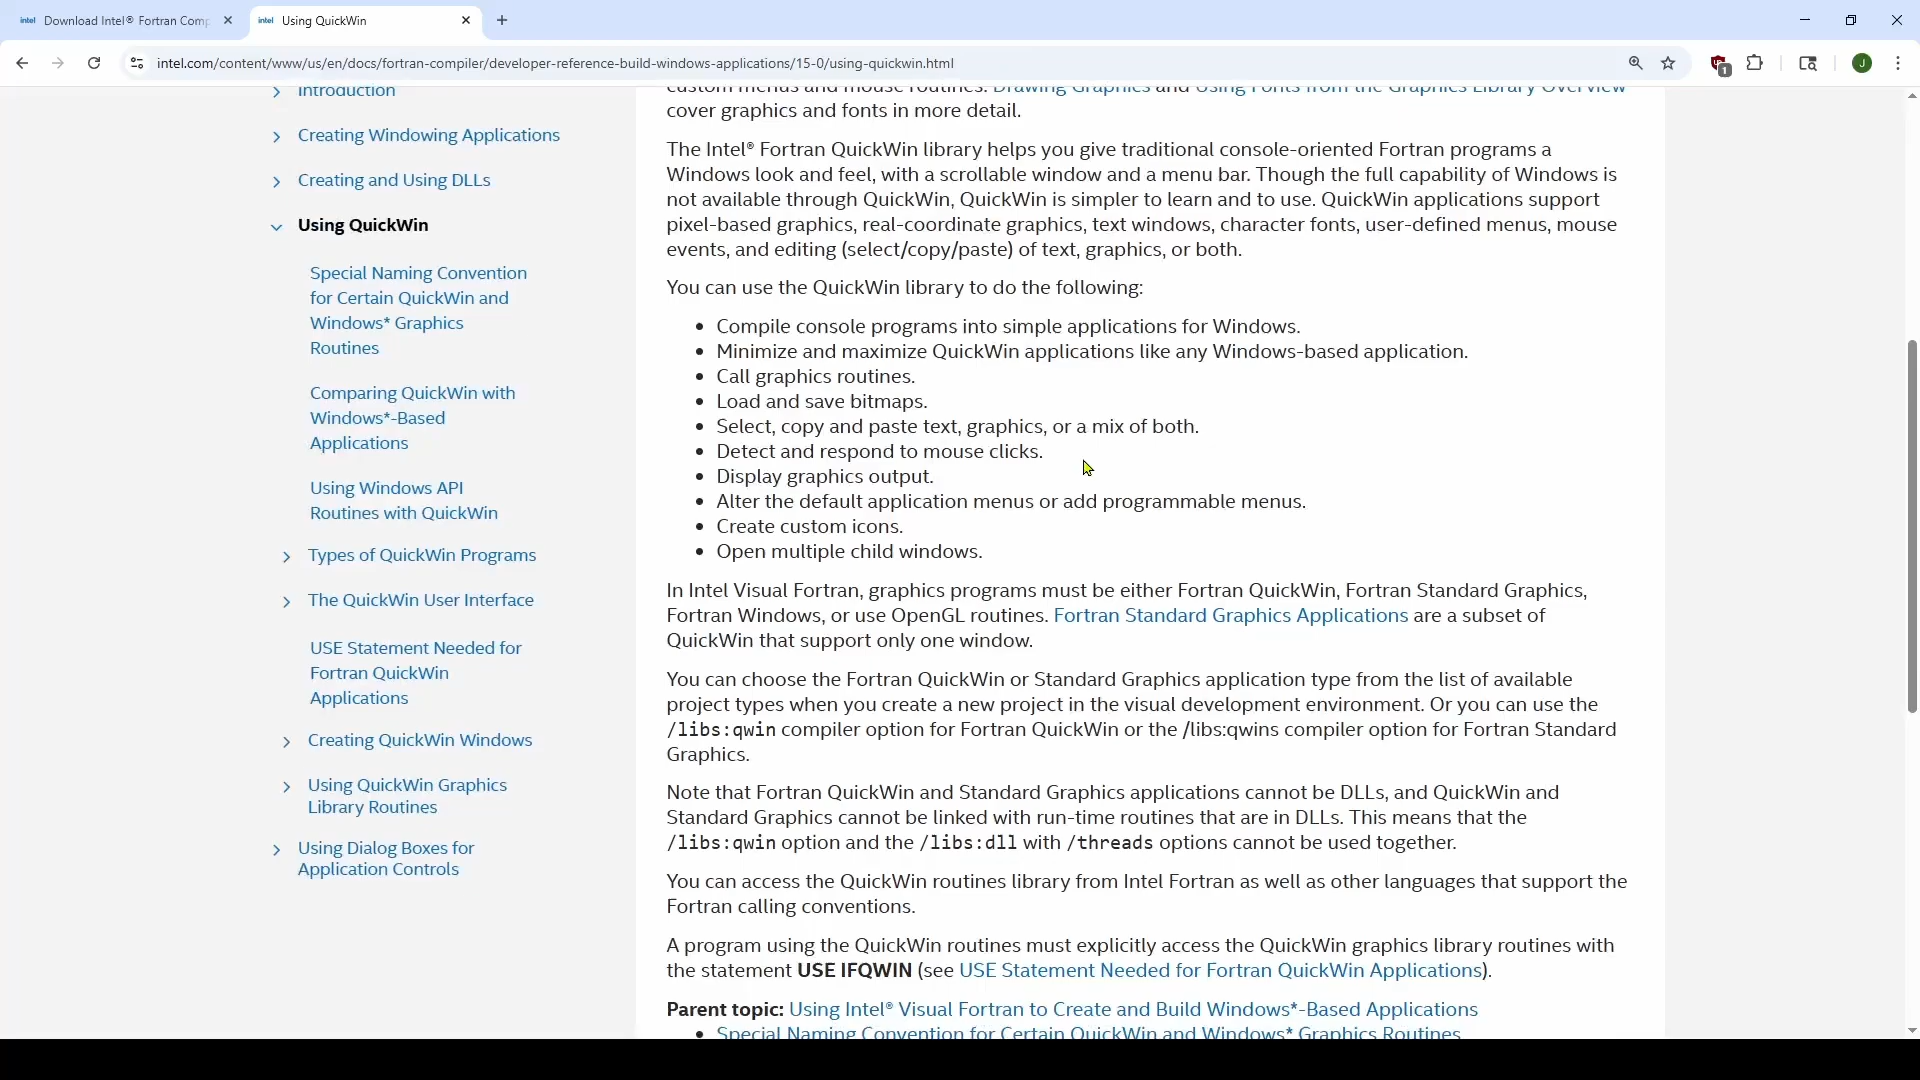 intel Download Intel® Fortran Comp
intel Using QuickWin
intel.com/content/www/us/en/docs/fortran-compiler/developer-reference-build-windows-applications/15-0/using-quickwin.html
1
J
Introduction
Creating Windowing Applications
Creating and Using DLLs
Using QuickWin
Special Naming Convention
for Certain QuickWin and
Windows* Graphics
Routines
Comparing QuickWin with
Windows*-Based
Applications
Using Windows API
Routines with QuickWin
Types of QuickWin Programs
The QuickWin User Interface
USE Statement Needed for
Fortran QuickWin
Applications
Creating QuickWin Windows
Using QuickWin Graphics
Library Routines
Using Dialog Boxes for
Application Controls
custom menus and mouse routines. Drawing Graphics and Using Fonts from the Graphics Library Overview
cover graphics and fonts in more detail.
The Intel® Fortran QuickWin library helps you give traditional console-oriented Fortran programs a
Windows look and feel, with a scrollable window and a menu bar. Though the full capability of Windows is
not available through QuickWin, QuickWin is simpler to learn and to use. QuickWin applications support
pixel-based graphics, real-coordinate graphics, text windows, character fonts, user-defined menus, mouse
events, and editing (select/copy/paste) of text, graphics, or both.
You can use the QuickWin library to do the following:
• Compile console programs into simple applications for Windows.
• Minimize and maximize QuickWin applications like any Windows-based application.
• Call graphics routines.
• Load and save bitmaps.
• Select, copy and paste text, graphics, or a mix of both.
• Detect and respond to mouse clicks.
• Display graphics output.
• Alter the default application menus or add programmable menus.
• Create custom icons.
• Open multiple child windows.
In Intel Visual Fortran, graphics programs must be either Fortran QuickWin, Fortran Standard Graphics,
Fortran Windows, or use OpenGL routines. Fortran Standard Graphics Applications are a subset of
QuickWin that support only one window.
You can choose the Fortran QuickWin or Standard Graphics application type from the list of available
project types when you create a new project in the visual development environment. Or you can use the
/libs:qwin compiler option for Fortran QuickWin or the /libs:qwins compiler option for Fortran Standard
Graphics.
Note that Fortran QuickWin and Standard Graphics applications cannot be DLLs, and QuickWin and
Standard Graphics cannot be linked with run-time routines that are in DLLs. This means that the
/libs:qwin option and the /libs:dll with /threads options cannot be used together.
You can access the QuickWin routines library from Intel Fortran as well as other languages that support the
Fortran calling conventions.
A program using the QuickWin routines must explicitly access the QuickWin graphics library routines with
the statement USE IFQWIN (see USE Statement Needed for Fortran QuickWin Applications).
Parent topic: Using Intel® Visual Fortran to Create and Build Windows*-Based Applications
• Special Naming Convention for Certain QuickWin and Windows* Graphics Routines